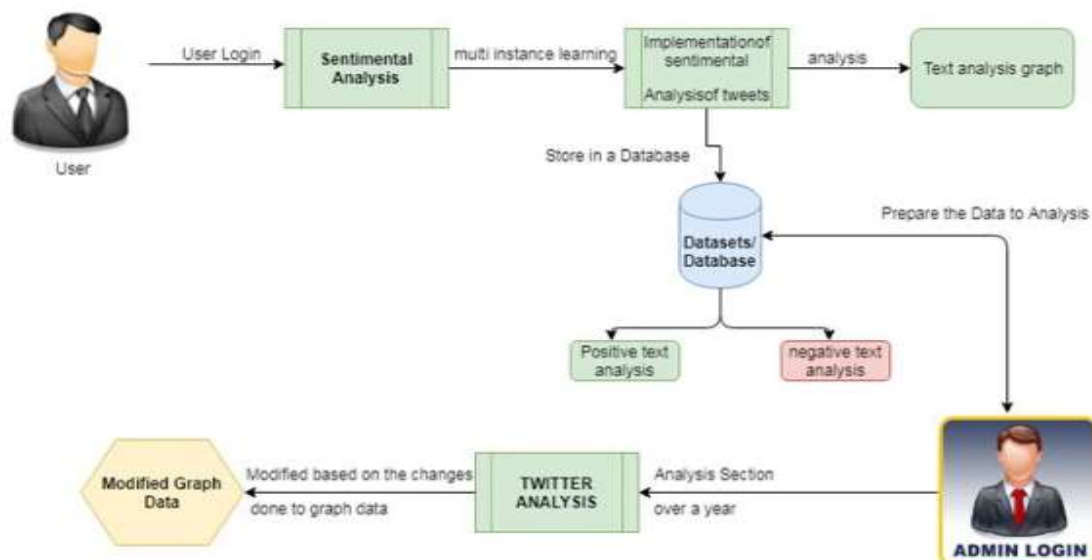 User Login
Sentimental
Analysis
multi instance learning
Implementationof
sentimental
Analysisof tweets
analysis
Text analysis graph
User
Store in a Database
Prepare the Data to Analysis
Datasets/
Database
Positive text
analysis
negative text
analysis
Modified Graph
Data
Modified based on the changes
done to graph data
TWITTER
ANALYSIS
Analysis Section
over a year
ADMIN LOGIN